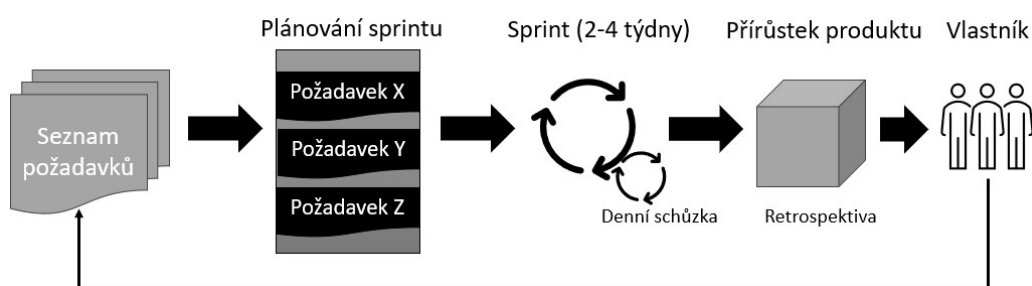 Plánování sprintu
Sprint (2-4 týdny)
Přírůstek produktu
Vlastník
Seznam
požadavků
Požadavek X
Požadavek Y
Požadavek Z
Denní schůzka
Retrospektiva